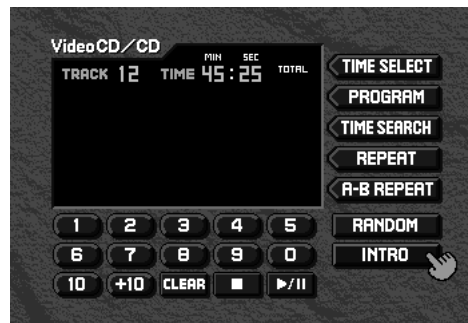 VideoCD/CD
MIN SEC
TRACK 12 TIME 45:25 TOTAL
TIME SELECT
PROGRAM
TIME SEARCH
REPEAT
A-B REPEAT
1 2 3 4 5 RANDOM
6 7 8 9 0 INTRO
10 +10 CLEAR ■ ▶/II